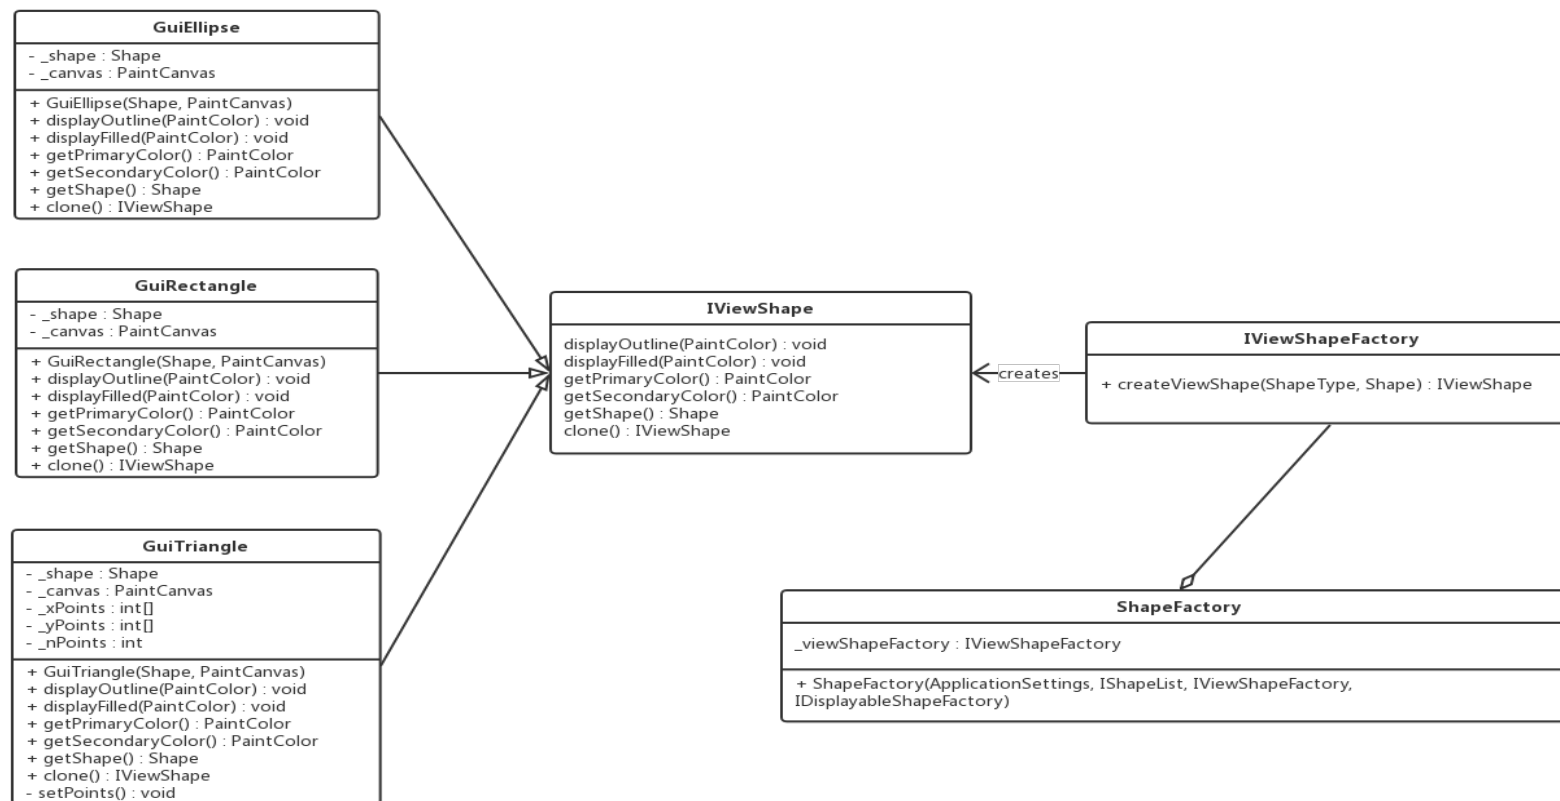 GuiEllipse
- _shape : Shape
- _canvas : PaintCanvas
+ GuiEllipse(Shape, PaintCanvas)
+ displayOutline(PaintColor) : void
+ displayFilled(PaintColor) : void
+ getPrimaryColor() : PaintColor
+ getSecondaryColor() : PaintColor
+ getShape() : Shape
+ clone() : IViewShape
GuiRectangle
- _shape : Shape
- _canvas : PaintCanvas
+ GuiRectangle(Shape, PaintCanvas)
+ displayOutline(PaintColor) : void
+ displayFilled(PaintColor) : void
+ getPrimaryColor() : PaintColor
+ getSecondaryColor() : PaintColor
+ getShape() : Shape
+ clone() : IViewShape
GuiTriangle
- _shape : Shape
- _canvas : PaintCanvas
- _xPoints : int[]
- _yPoints : int[]
- _nPoints : int
+ GuiTriangle(Shape, PaintCanvas)
+ displayOutline(PaintColor) : void
+ displayFilled(PaintColor) : void
+ getPrimaryColor() : PaintColor
+ getSecondaryColor() : PaintColor
+ getShape() : Shape
+ clone() : IViewShape
- setPoints() : void
IViewShape
displayOutline(PaintColor) : void
displayFilled(PaintColor) : void
getPrimaryColor() : PaintColor
getSecondaryColor() : PaintColor
getShape() : Shape
clone() : IViewShape
creates
IViewShapeFactory
+ createViewShape(ShapeType, Shape) : IViewShape
ShapeFactory
_viewShapeFactory : IViewShapeFactory
+ ShapeFactory(ApplicationSettings, IShapeList, IViewShapeFactory,
IDisplayableShapeFactory)